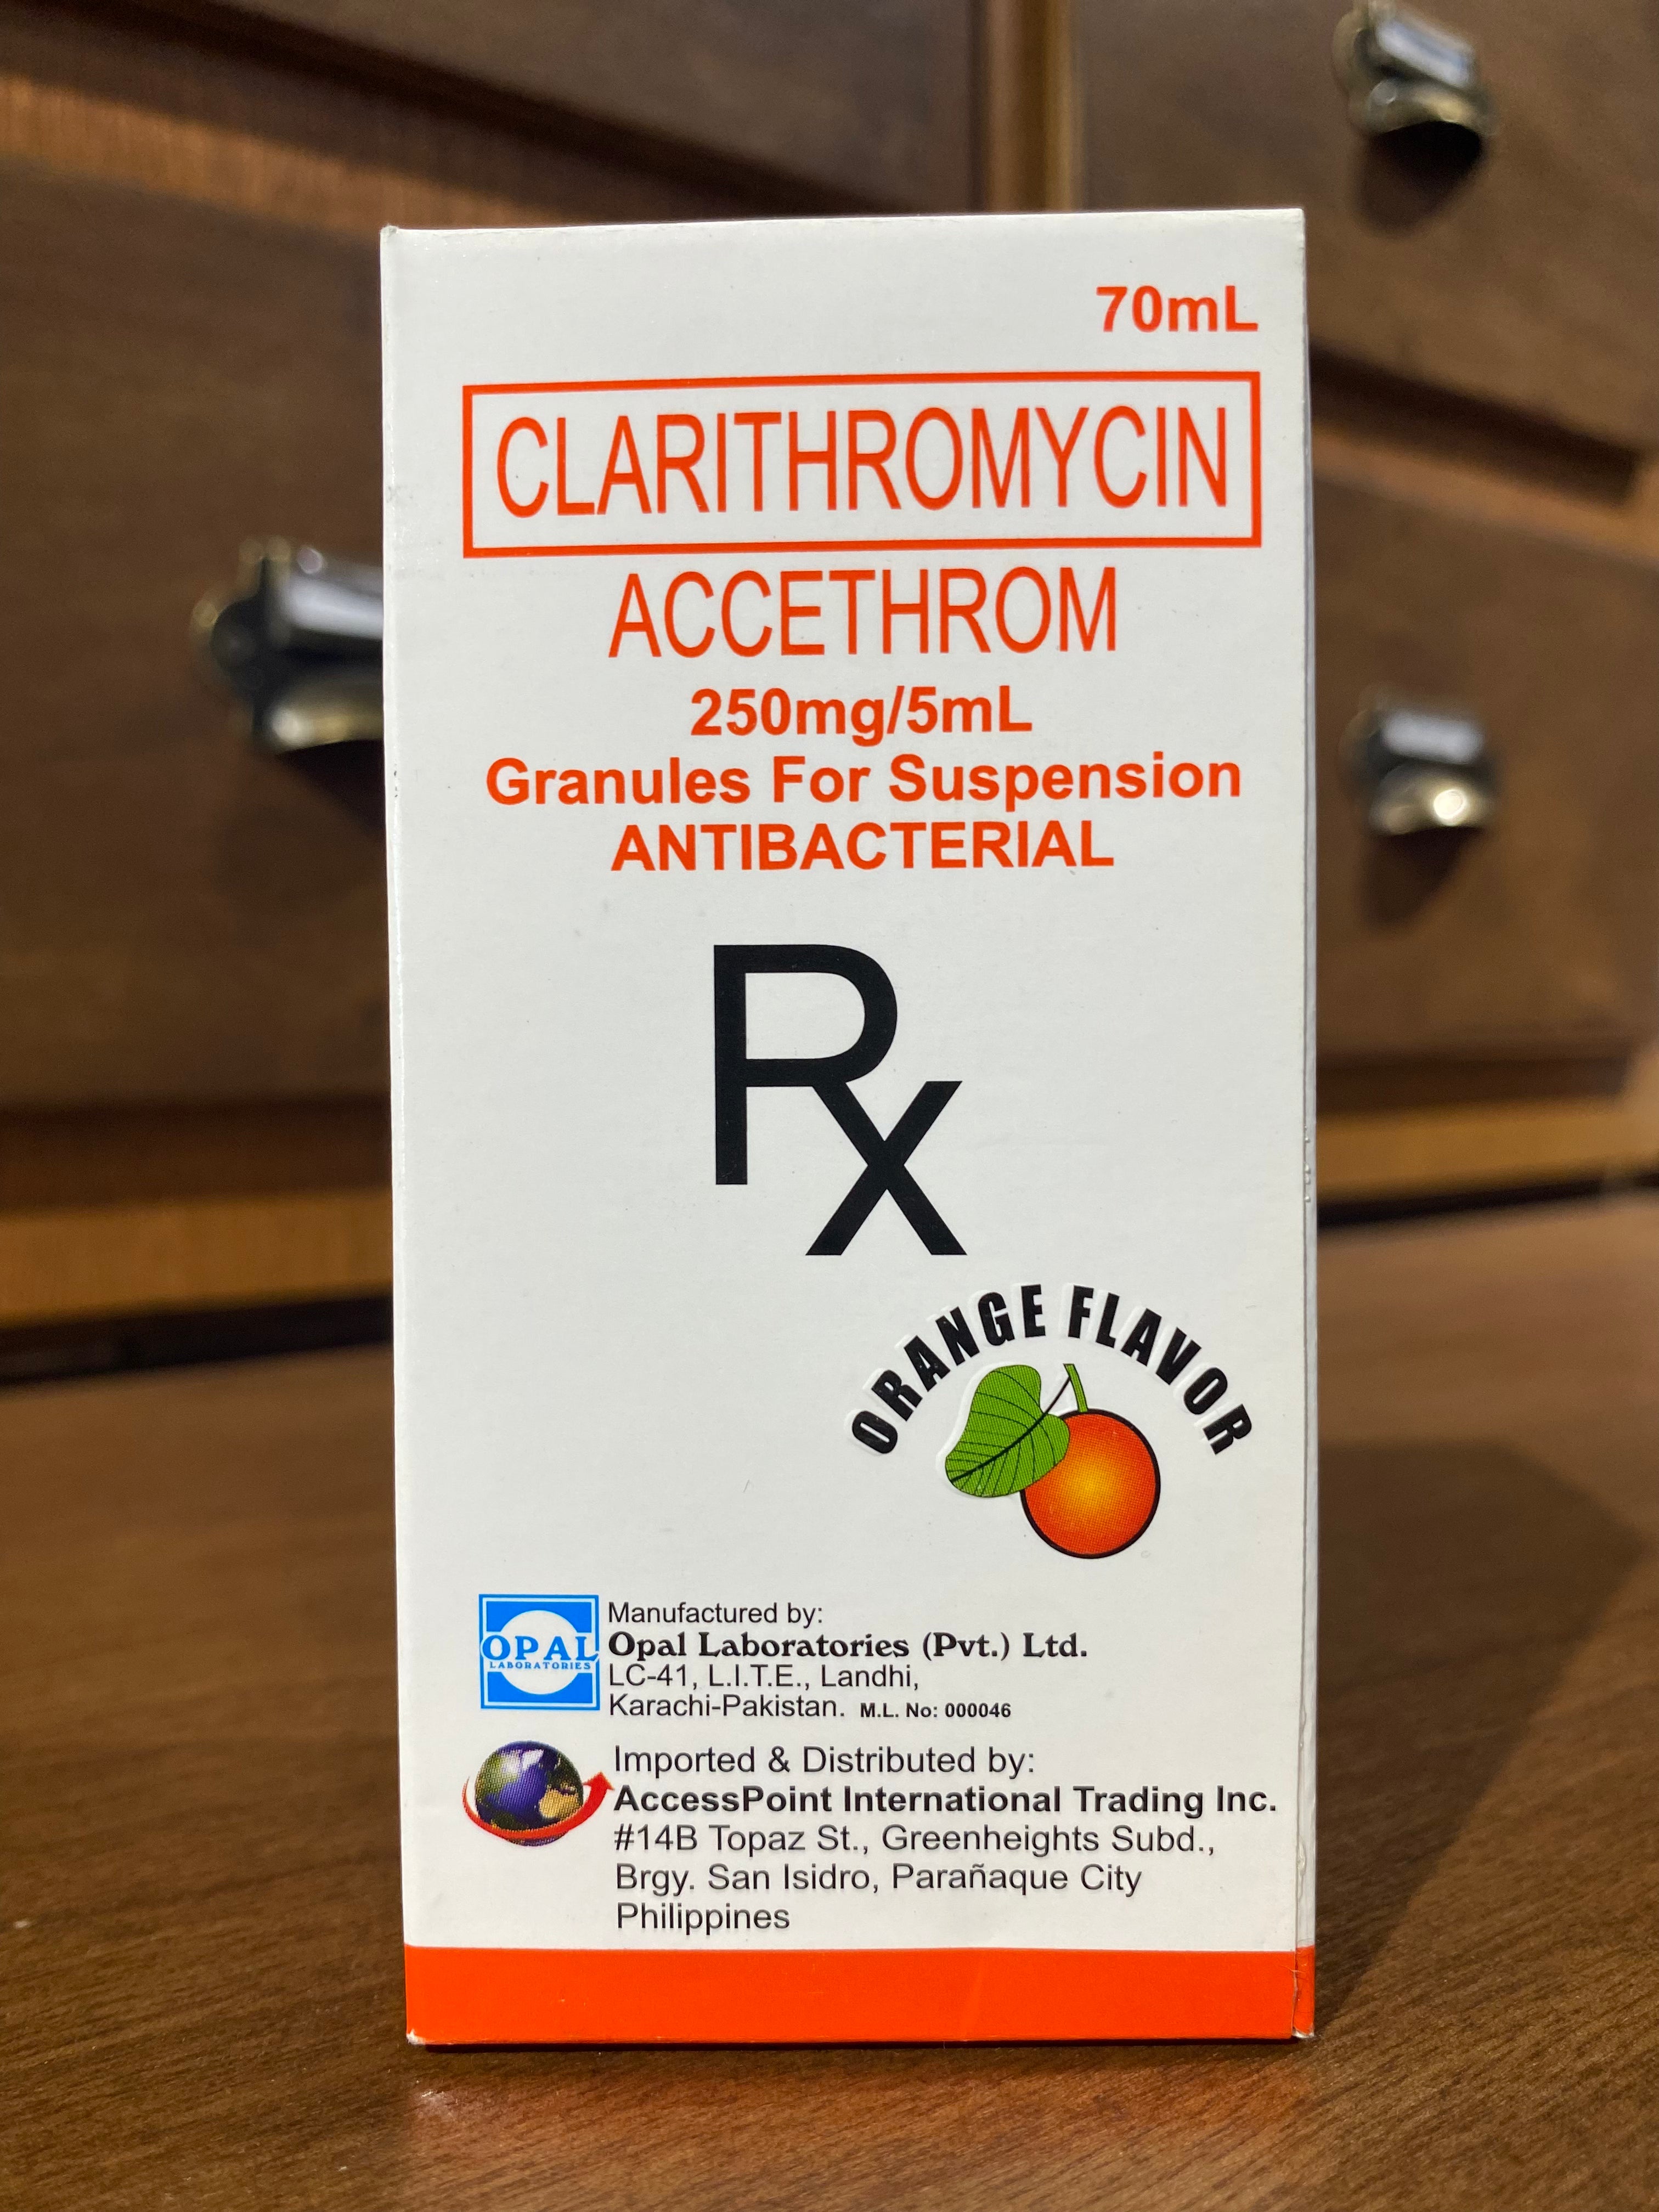 70mL
CLARITHROMYCIN
ACCETHROM
250mg/5mL
Granules For Suspension
ANTIBACTERIAL
Rx
ORANGE FLAVOR
OPAL
LABORATORIES
Manufactured by:
Opal Laboratories (Pvt.) Ltd.
LC-41, L.I.T.E., Landhi,
Karachi-Pakistan. M.L. No: 000046
Imported & Distributed by:
AccessPoint International Trading Inc.
#14B Topaz St., Greenheights Subd.,
Brgy. San Isidro, Parañaque City
Philippines